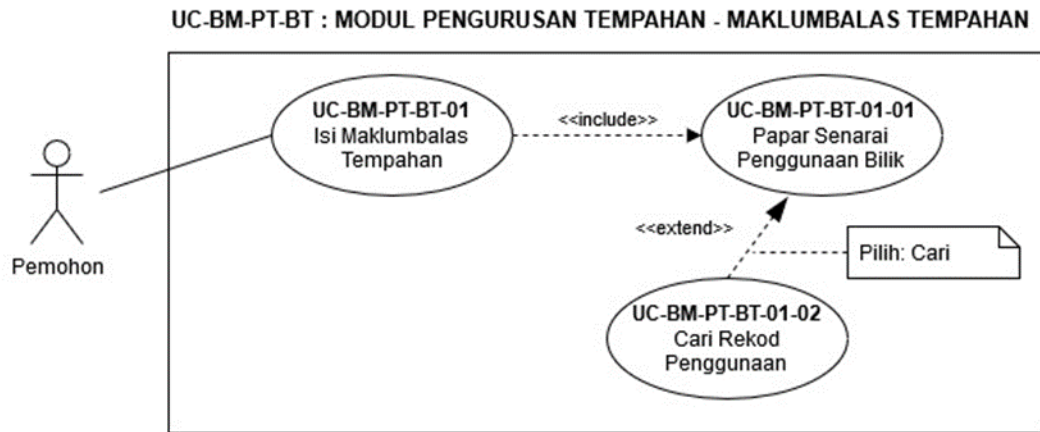 UC-BM-PT-BT : MODUL PENGURUSAN TEMPAHAN - MAKLUMBALAS TEMPAHAN
UC-BM-PT-BT-01
Isi Maklumbalas
Tempahan
<<include>>
UC-BM-PT-BT-01-01
Papar Senarai
Penggunaan Bilik
Pemohon
<<extend>>
Pilih: Cari
UC-BM-PT-BT-01-02
Cari Rekod
Penggunaan